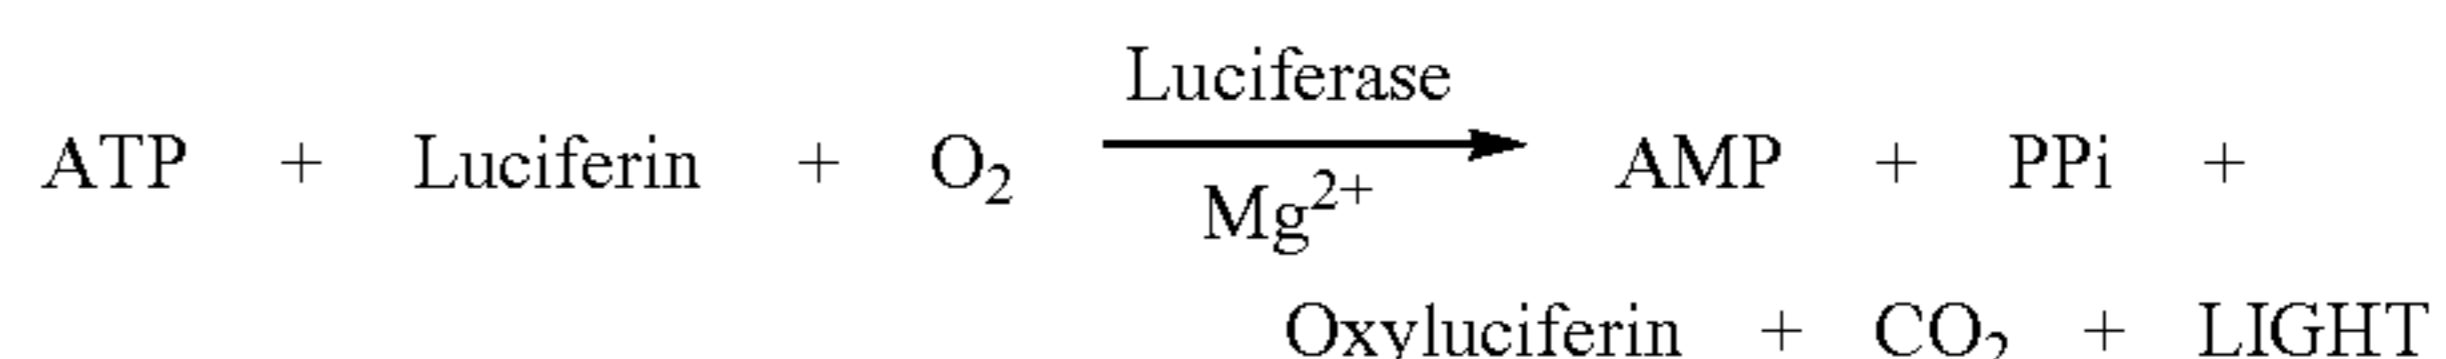 Luciferase
ATP + Luciferin + O₂ ⟶ AMP + PPi +
Mg²⁺
Oxyluciferin + CO₂ + LIGHT